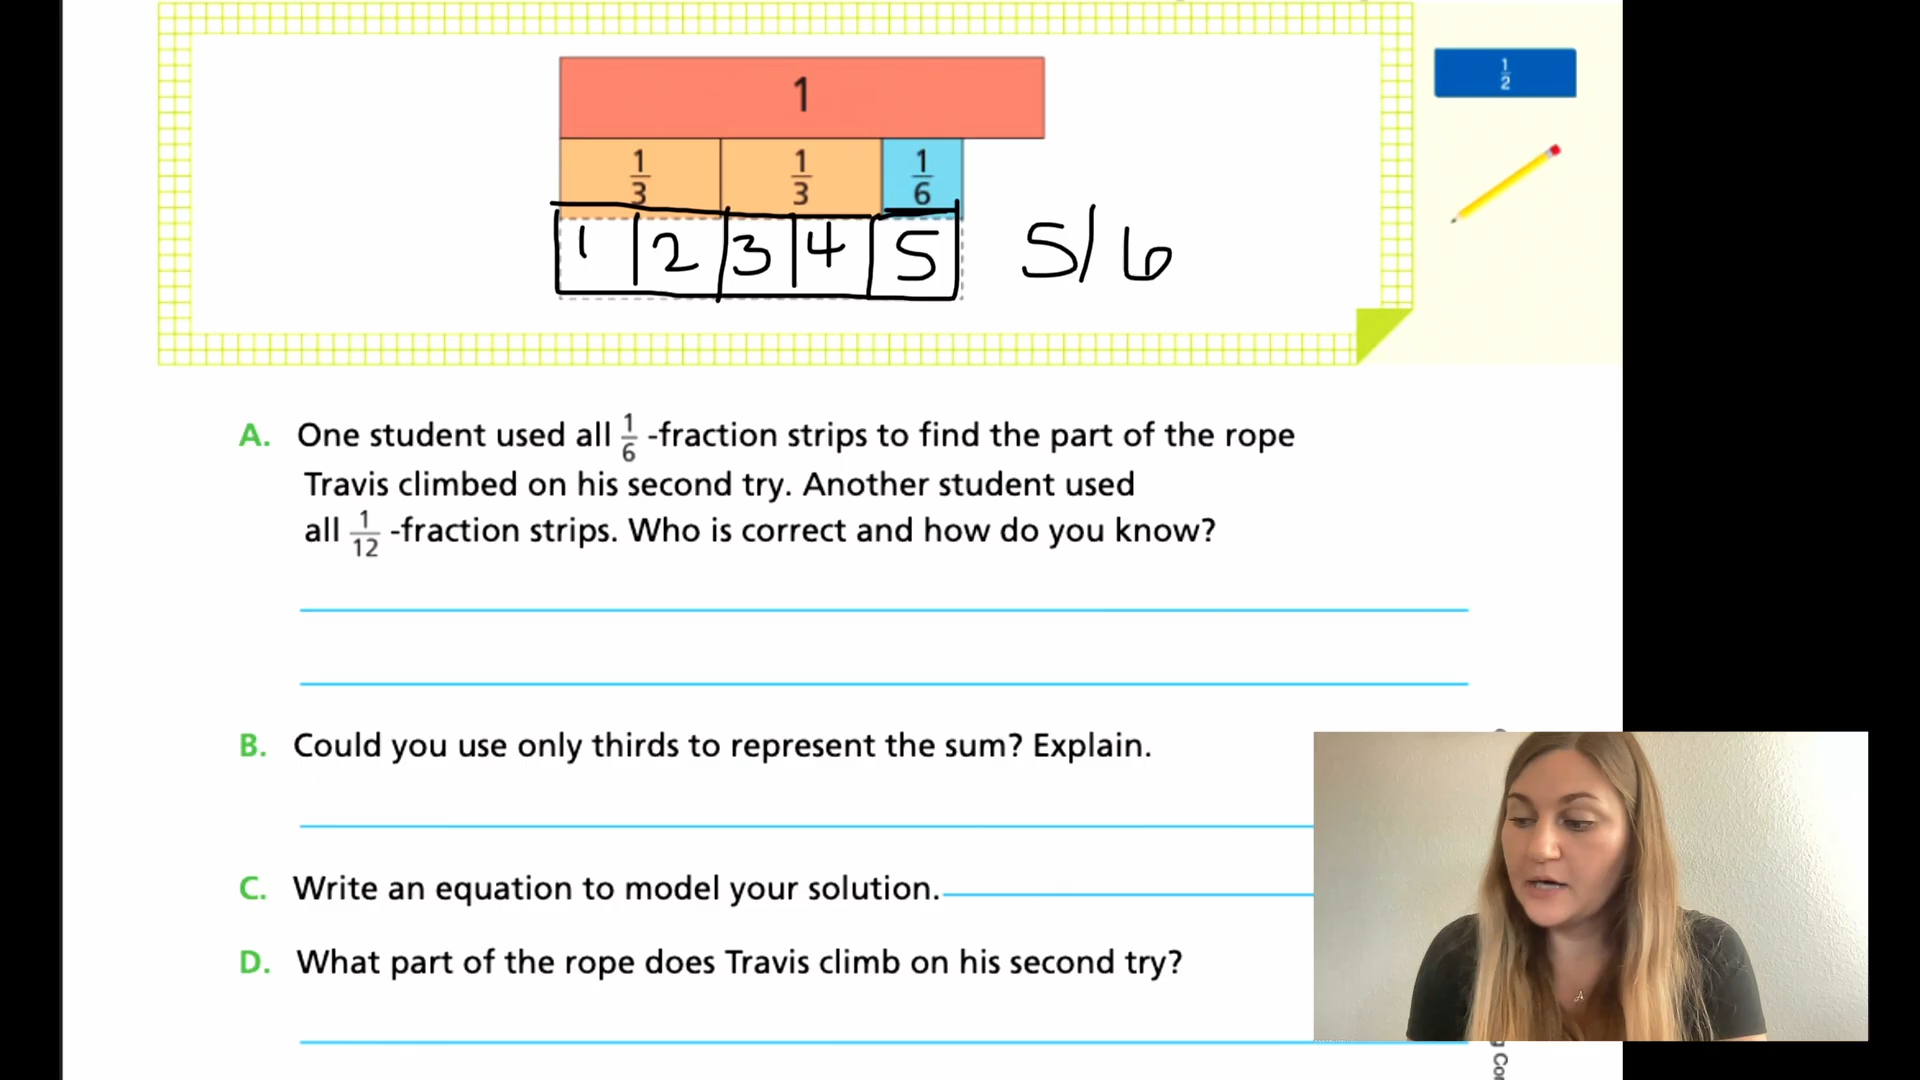 1
1/2
1/3 1/3 1/6
1 2 3 4 5 5/6
A. One student used all 1/6 -fraction strips to find the part of the rope
Travis climbed on his second try. Another student used
all 1/12 -fraction strips. Who is correct and how do you know?
B. Could you use only thirds to represent the sum? Explain.
C. Write an equation to model your solution.
D. What part of the rope does Travis climb on his second try?